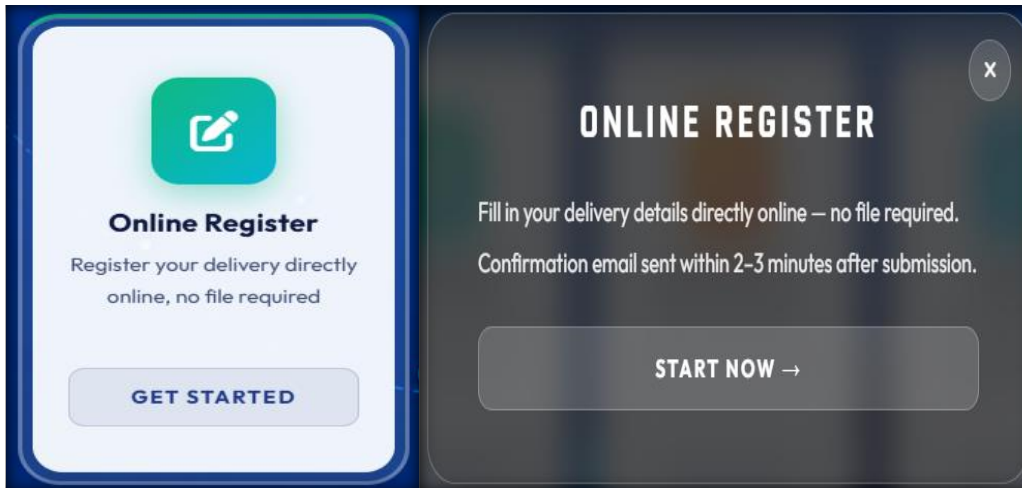 Online Register
Register your delivery directly
online, no file required
GET STARTED
X
ONLINE REGISTER
Fill in your delivery details directly online – no file required.
Confirmation email sent within 2–3 minutes after submission.
START NOW →